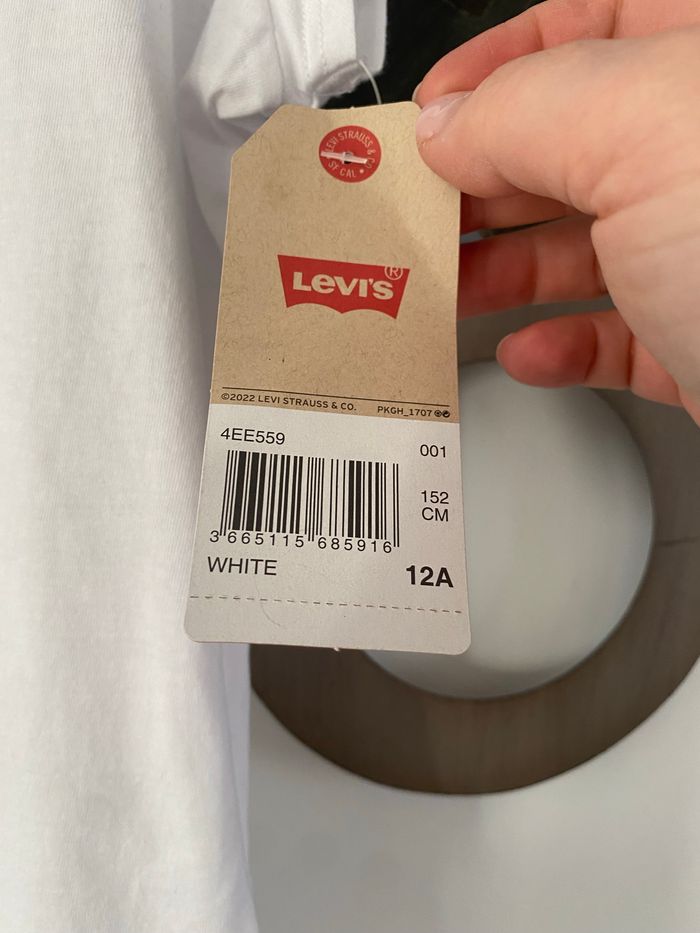 LEVI STRAUSS & CO
SF CAL
LEVI'S®
©2022 LEVI STRAUSS & CO. PKGH_1707
4EE559
001
152
CM
3 665115 685916
WHITE
12A